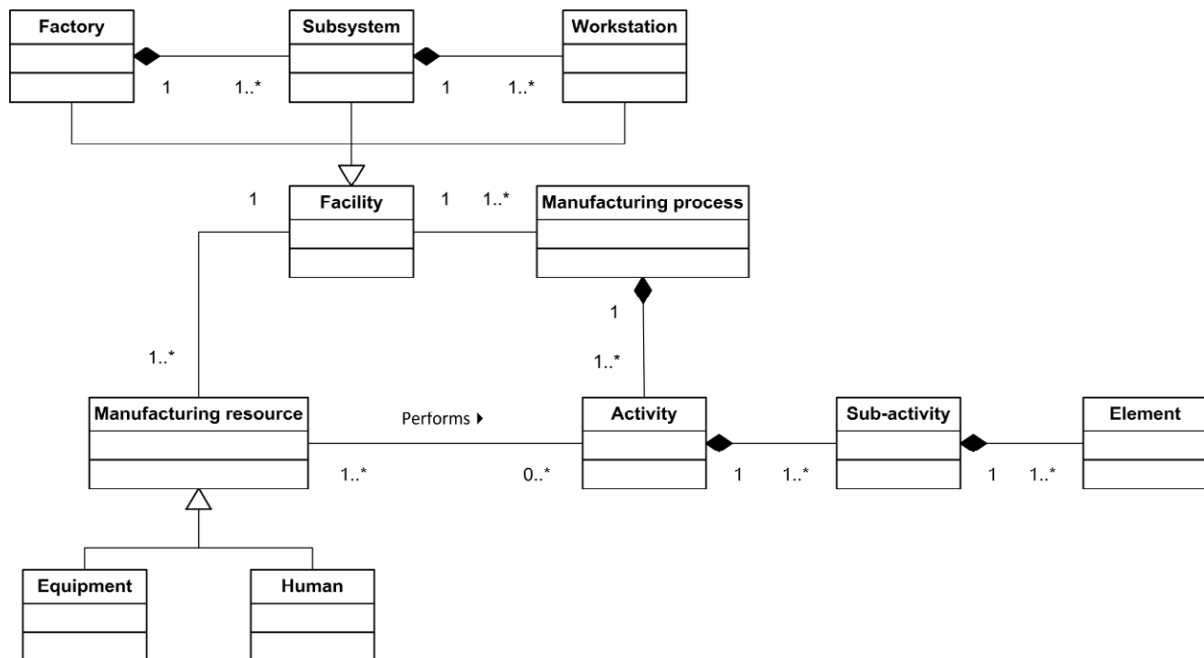 Factory
Subsystem
Workstation
1
1..*
1
1..*
1
Facility
1
1..*
Manufacturing process
1
1..*
1..*
Manufacturing resource
Performs
Activity
Sub-activity
Element
1..*
0..*
1
1..*
1
1..*
Equipment
Human